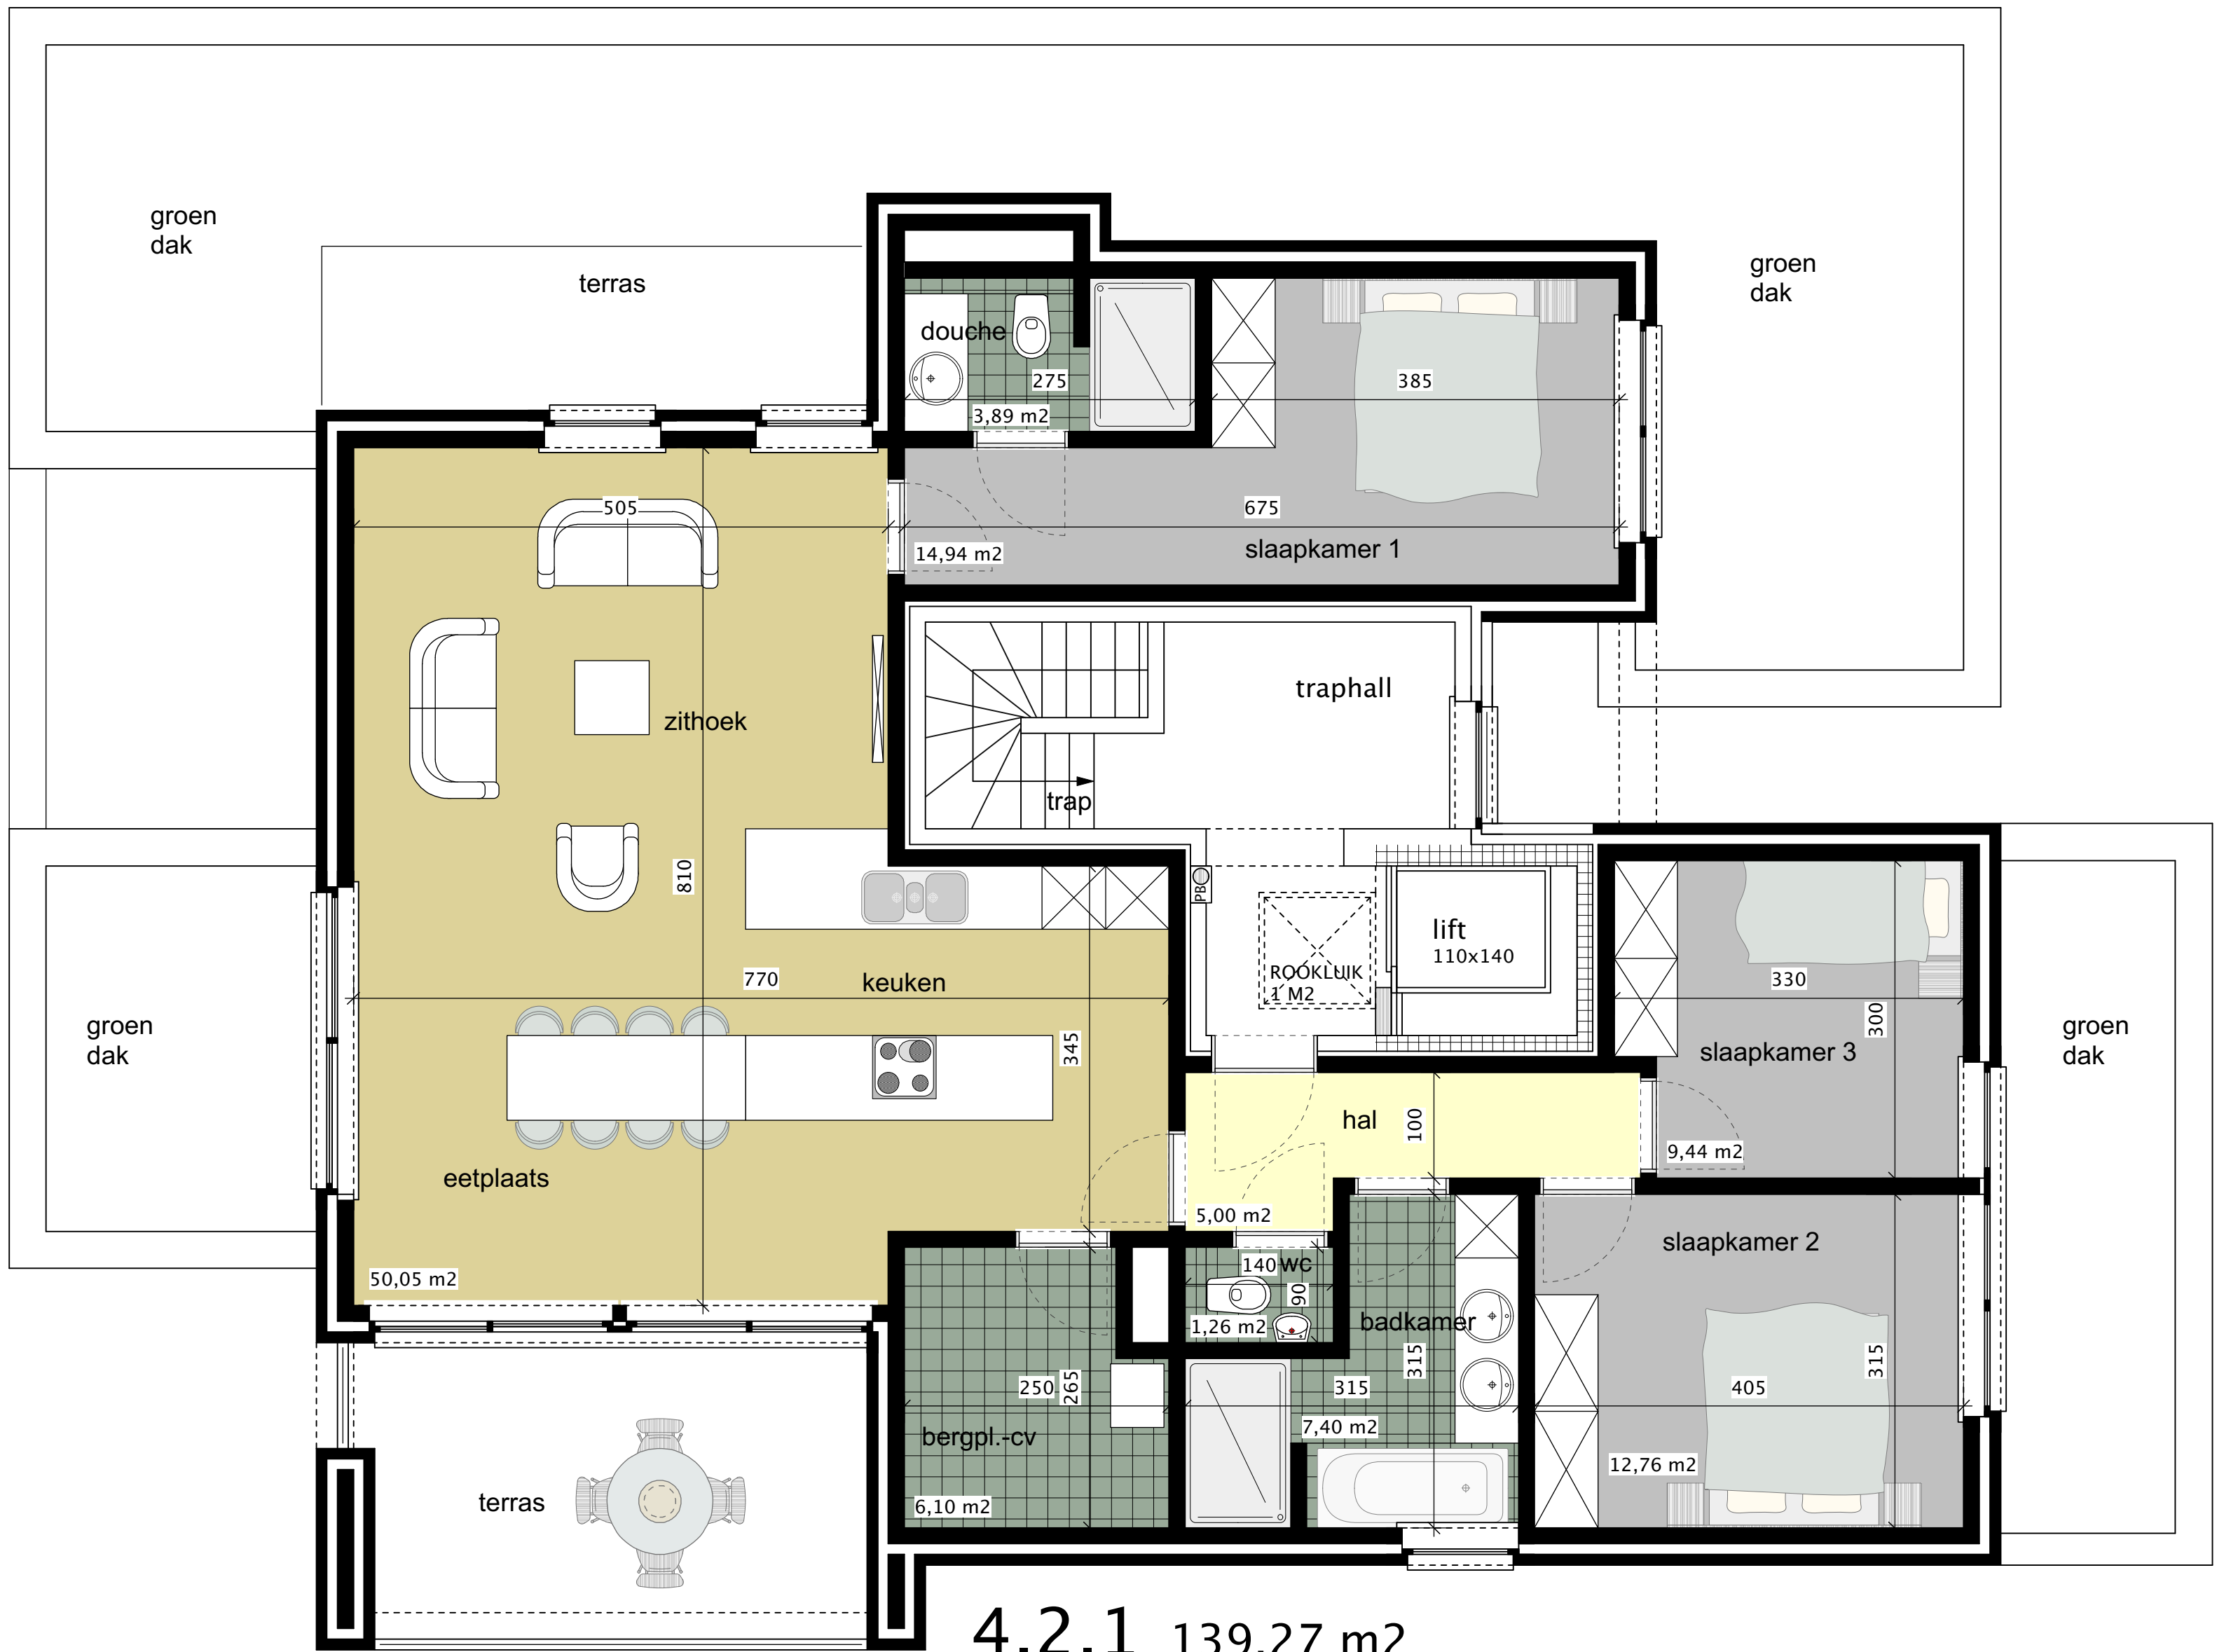 groen
dak
terras
groen
dak
douche
275
3,89 m2
385
505
675
14,94 m2
slaapkamer 1
traphall
zithoek
trap
810
PB
lift
110x140
ROOKLUIK
1 M2
770
keuken
330
300
groen
dak
groen
dak
345
slaapkamer 3
hal
100
9,44 m2
eetplaats
5,00 m2
slaapkamer 2
50,05 m2
140
wc
90
1,26 m2
badkamer
315
250
265
315
405
315
7,40 m2
bergpl.-cv
12,76 m2
terras
6,10 m2
4.2.1 139,27 m2